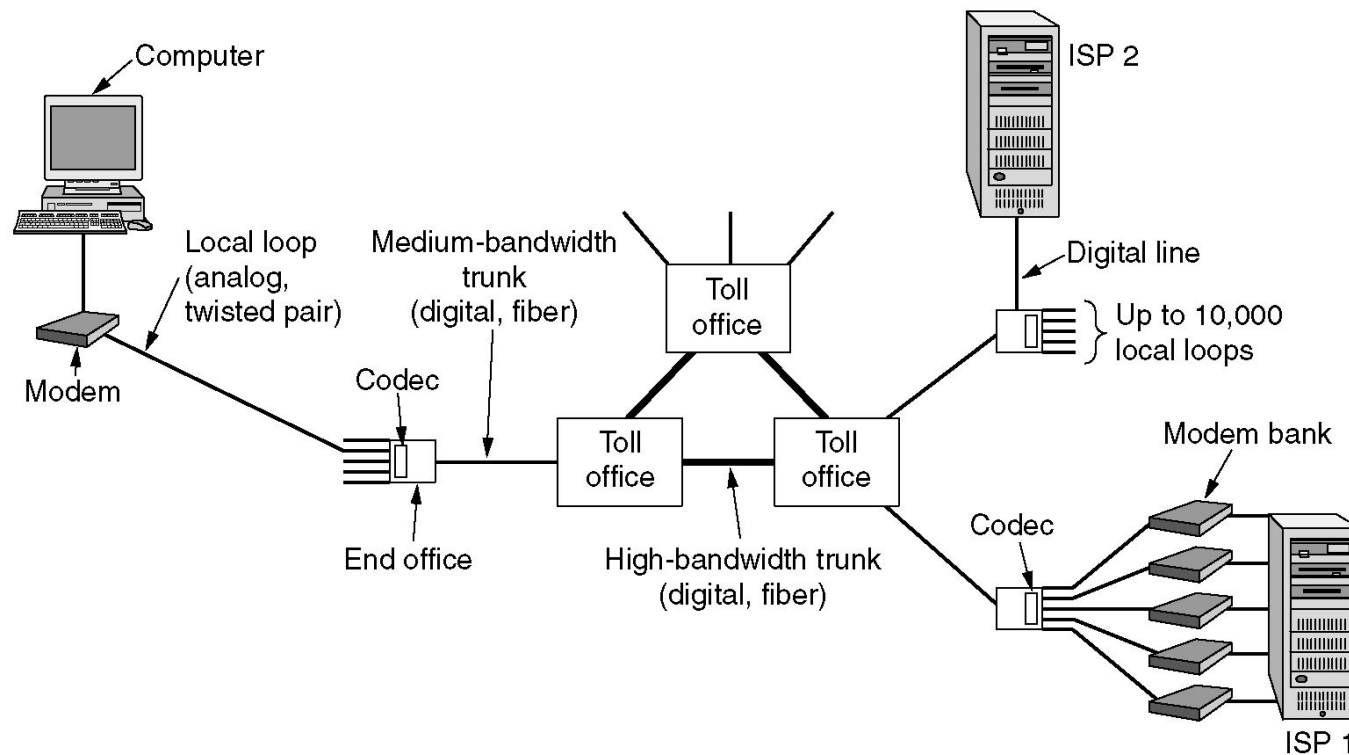 Computer
ISP 2
Local loop
(analog,
twisted pair)
Medium-bandwidth
trunk
(digital, fiber)
Digital line
Toll
office
Up to 10,000
local loops
Modem
Codec
Toll
office
Toll
office
Modem bank
End office
High-bandwidth trunk
(digital, fiber)
Codec
ISP 1